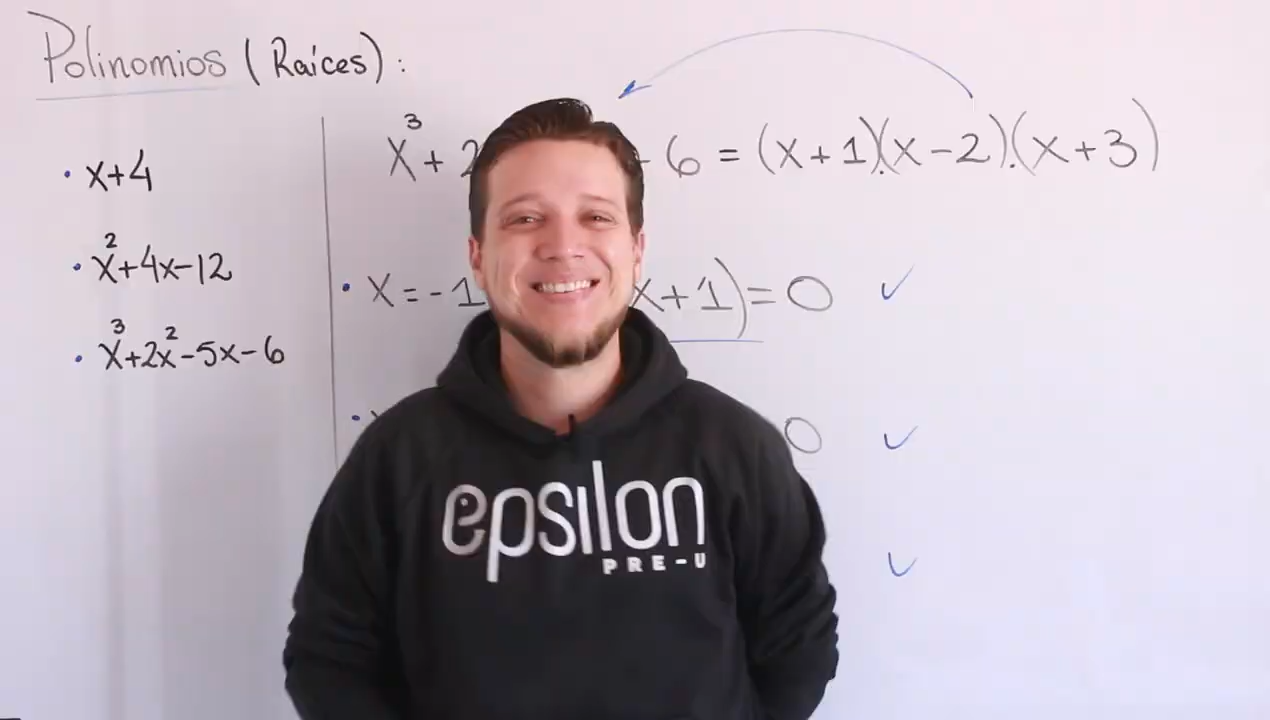 Polinomios (Raíces):
x³ + 2 - 6 = (x+1).(x-2).(x+3)
• x+4
• x²+4x-12
• x³+2x²-5x-6
• x=-1 x+1)=0 ✓
• 0 ✓
✓
epsilon
PRE-U